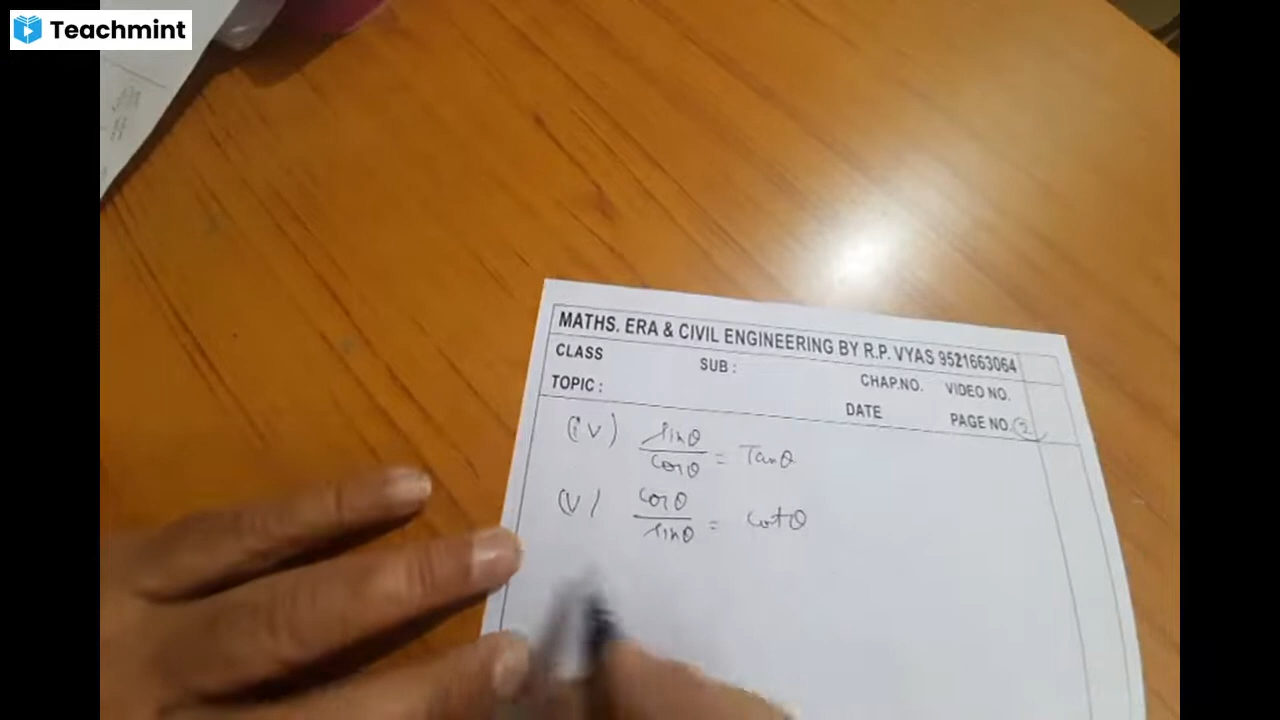 Teachmint
MATHS. ERA & CIVIL ENGINEERING BY R.P. VYAS 9521663064
CLASS SUB : CHAP.NO. VIDEO NO.
TOPIC : DATE PAGE NO. 2
(iv) sinθ/cosθ = Tanθ
(v) cosθ/sinθ = cotθ